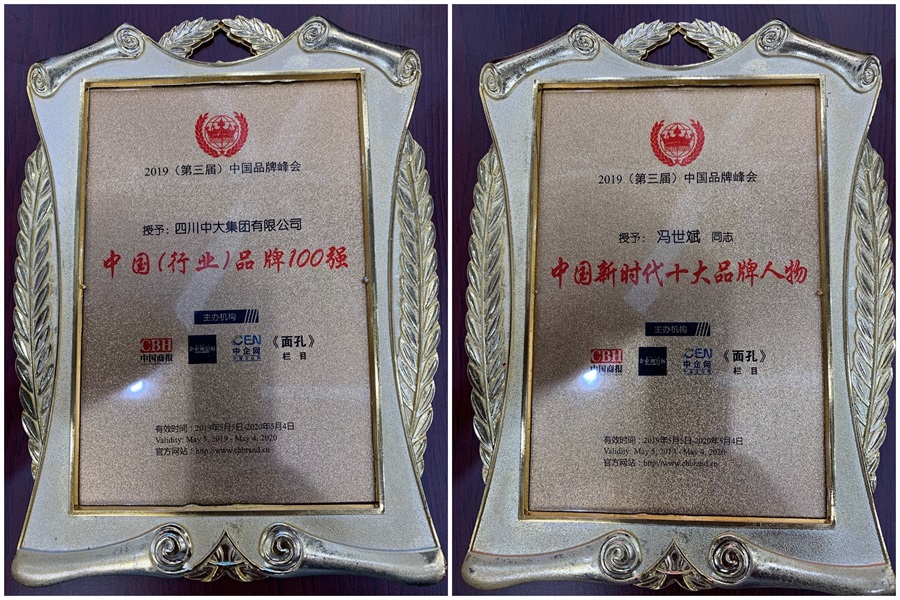 2019（第三届）中国品牌峰会
授予: 四川中大集团有限公司
中国(行业)品牌100强
主办机构
CBH
中国商报
CEN
中企网
《面孔》
栏目
有效时间：2019年5月5日-2020年5月4日
Validity: May 5, 2019 - May 4, 2020
官方网站：http://www.chbrand.cn
2019（第三届）中国品牌峰会
授予: 冯世斌 同志
中国新时代十大品牌人物
主办机构
CBH
中国商报
CEN
中企网
《面孔》
栏目
有效时间：2019年5月5日-2020年5月4日
Validity: May 5, 2019 - May 4, 2020
官方网站：http://www.chbrand.cn